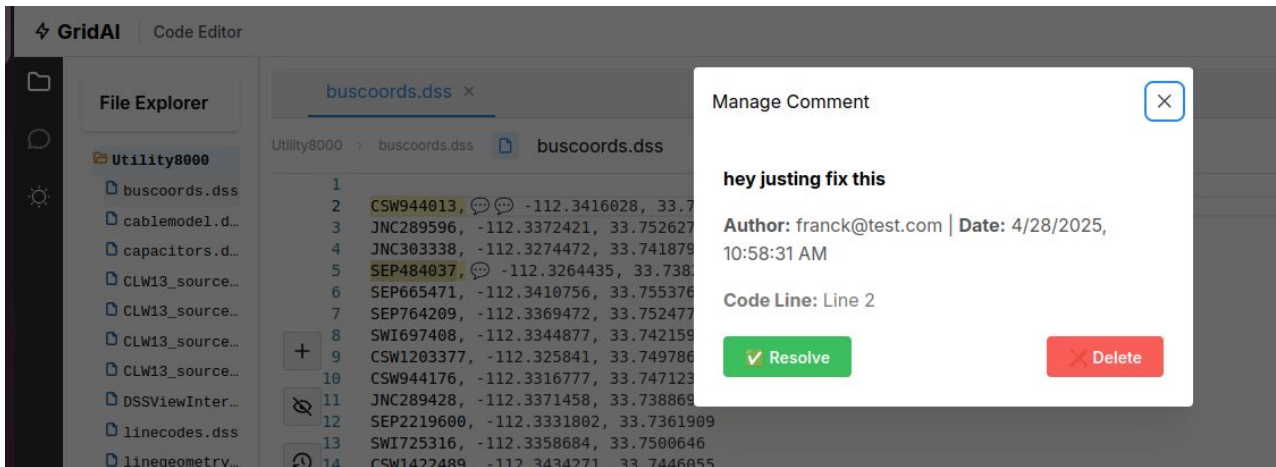 GridAI Code Editor
File Explorer
Utility8000
buscoords.dss
cablemodel.d…
capacitors.d…
CLW13_source…
CLW13_source…
CLW13_source…
CLW13_source…
DSSViewInter…
linecodes.dss
linegeometry…
buscoords.dss ×
Utility8000 > buscoords.dss buscoords.dss
1
2 CSW944013, -112.3416028, 33.7
3 JNC289596, -112.3372421, 33.752627
4 JNC303338, -112.3274472, 33.741879
5 SEP484037, -112.3264435, 33.738
6 SEP665471, -112.3410756, 33.755376
7 SEP764209, -112.3369472, 33.752477
8 SWI697408, -112.3344877, 33.742159
9 CSW1203377, -112.325841, 33.749786
10 CSW944176, -112.3316777, 33.747123
11 JNC289428, -112.3371458, 33.738869
12 SEP2219600, -112.3331802, 33.7361909
13 SWI725316, -112.3358684, 33.7500646
14 CSW1422489, -112.3434271, 33.7446055
Manage Comment
hey justing fix this
Author: franck@test.com | Date: 4/28/2025,
10:58:31 AM
Code Line: Line 2
Resolve
Delete